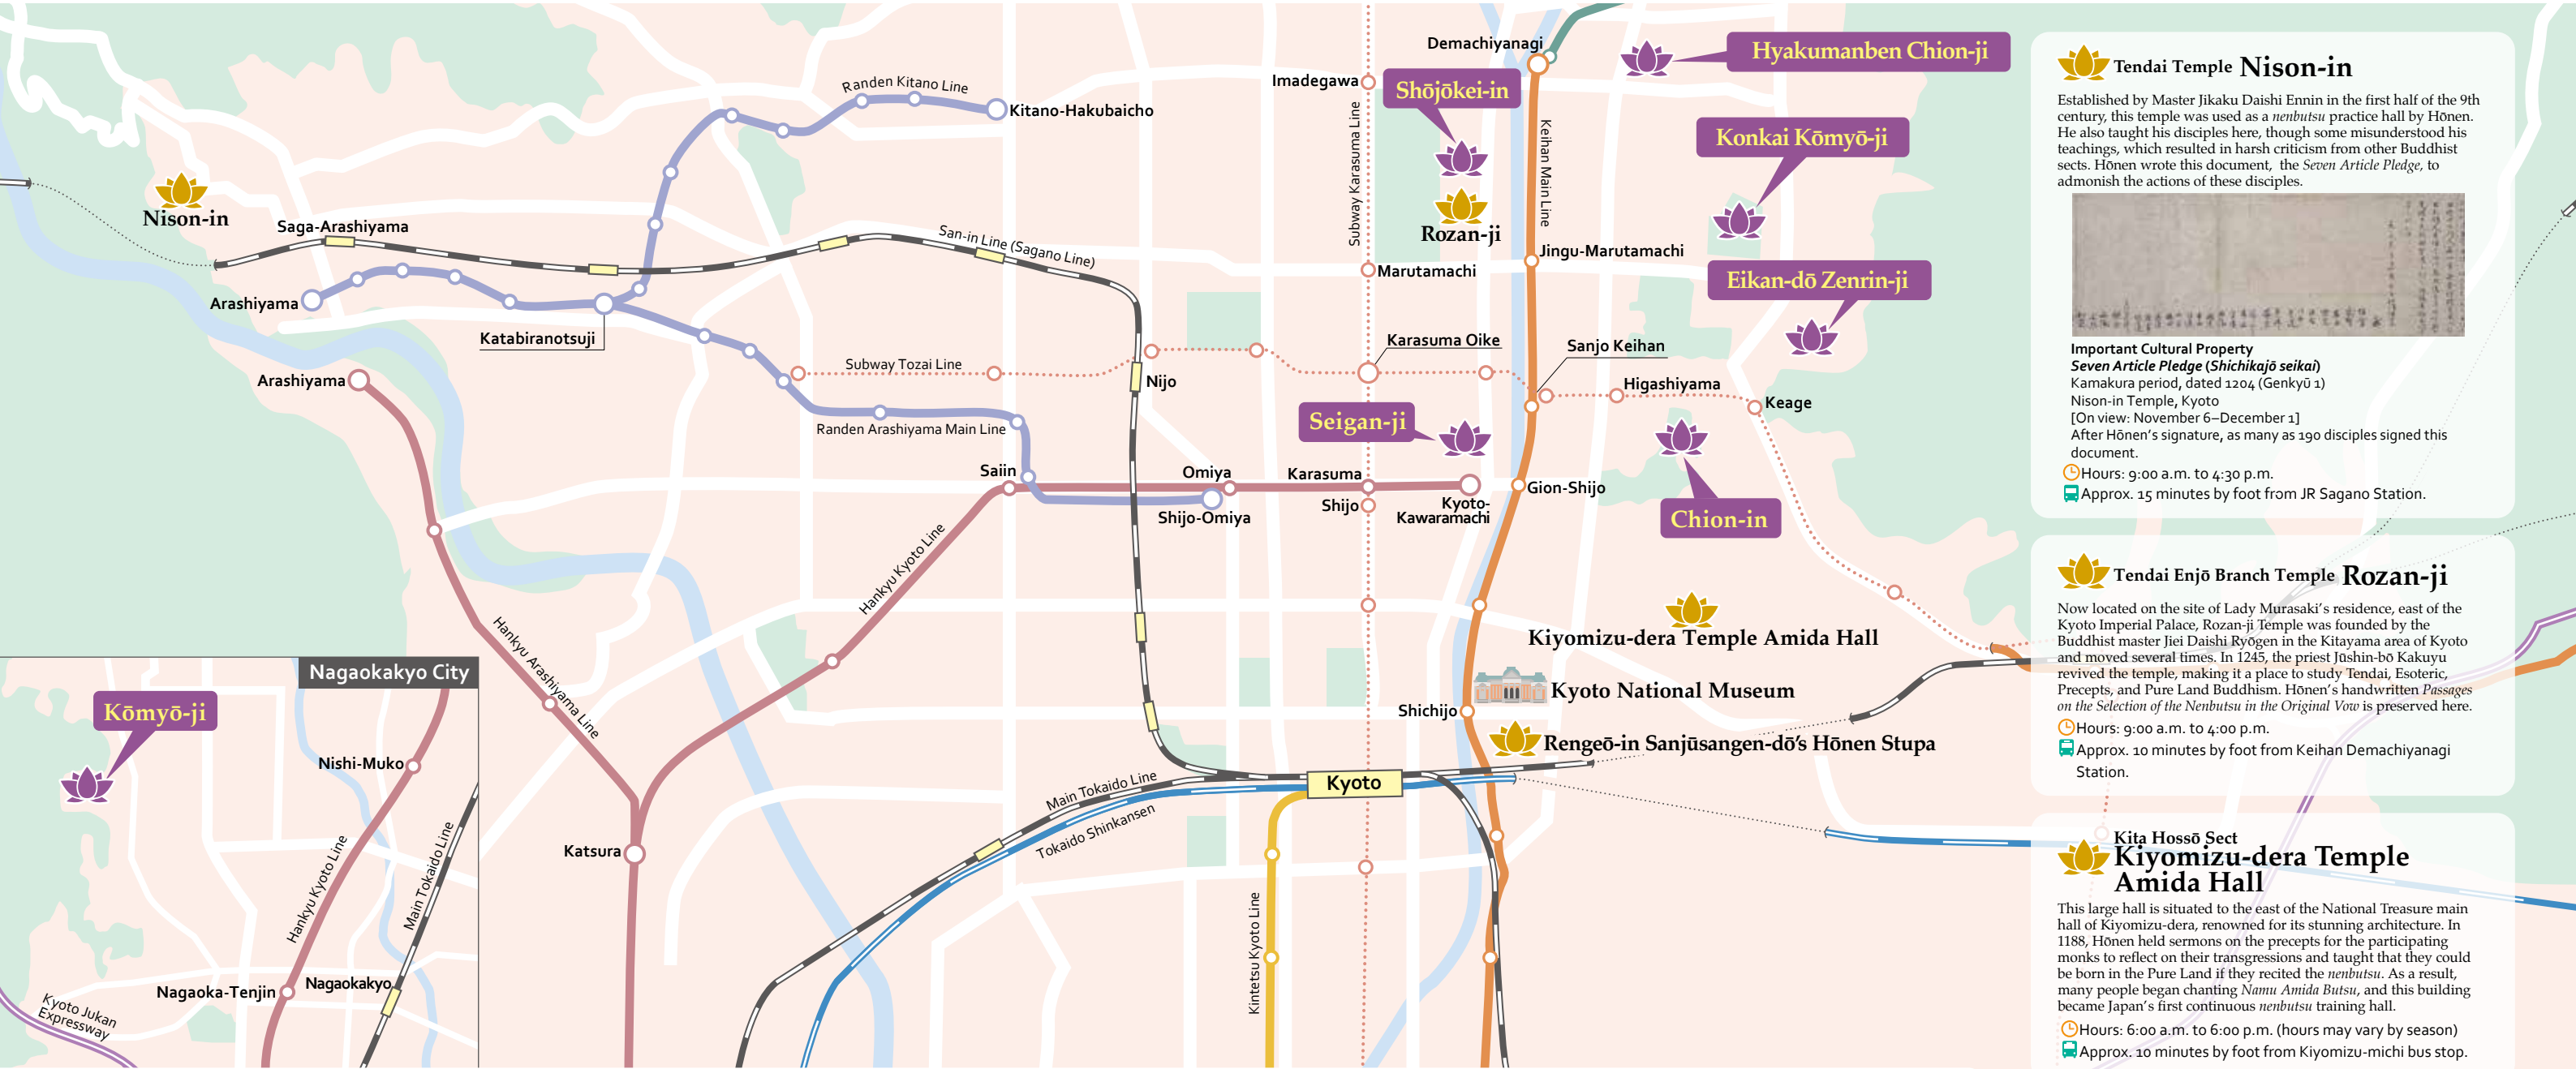 Demachiyanagi
Hyakumanben Chion-ji
Imadegawa
Shōjōkei-in
Randen Kitano Line
Kitano-Hakubaicho
Subway Karasuma Line
Keihan Main Line
Konkai Kōmyō-ji
Nison-in
Rozan-ji
Saga-Arashiyama
San-in Line (Sagano Line)
Jingu-Marutamachi
Marutamachi
Eikan-dō Zenrin-ji
Arashiyama
Katabiranotsuji
Karasuma Oike
Sanjo Keihan
Subway Tozai Line
Arashiyama
Nijo
Higashiyama
Keage
Seigan-ji
Randen Arashiyama Main Line
Saiin
Omiya
Karasuma
Gion-Shijo
Shijo
Kyoto-
Kawaramachi
Shijo-Omiya
Chion-in
Hankyu Kyoto Line
Hankyu Arashiyama Line
Kiyomizu-dera Temple Amida Hall
Kyoto National Museum
Shichijo
Rengeō-in Sanjūsangen-dō's Hōnen Stupa
Kyoto
Main Tokaido Line
Tokaido Shinkansen
Katsura
Kintetsu Kyoto Line
Nagaokakyo City
Kōmyō-ji
Nishi-Muko
Hankyu Kyoto Line
Main Tokaido Line
Nagaoka-Tenjin
Nagaokakyo
Kyoto Jukan
Expressway
Tendai Temple Nison-in
Established by Master Jikaku Daishi Ennin in the first half of the 9th
century, this temple was used as a nenbutsu practice hall by Hōnen.
He also taught his disciples here, though some misunderstood his
teachings, which resulted in harsh criticism from other Buddhist
sects. Hōnen wrote this document, the Seven Article Pledge, to
admonish the actions of these disciples.
Important Cultural Property
Seven Article Pledge (Shichikajō seikai)
Kamakura period, dated 1204 (Genkyū 1)
Nison-in Temple, Kyoto
[On view: November 6–December 1]
After Hōnen's signature, as many as 190 disciples signed this
document.
Hours: 9:00 a.m. to 4:30 p.m.
Approx. 15 minutes by foot from JR Sagano Station.
Tendai Enjō Branch Temple Rozan-ji
Now located on the site of Lady Murasaki's residence, east of the
Kyoto Imperial Palace, Rozan-ji Temple was founded by the
Buddhist master Jiei Daishi Ryōgen in the Kitayama area of Kyoto
and moved several times. In 1245, the priest Jūshin-bō Kakuyu
revived the temple, making it a place to study Tendai, Esoteric,
Precepts, and Pure Land Buddhism. Hōnen's handwritten Passages
on the Selection of the Nenbutsu in the Original Vow is preserved here.
Hours: 9:00 a.m. to 4:00 p.m.
Approx. 10 minutes by foot from Keihan Demachiyanagi
Station.
Kita Hossō Sect
Kiyomizu-dera Temple
Amida Hall
This large hall is situated to the east of the National Treasure main
hall of Kiyomizu-dera, renowned for its stunning architecture. In
1188, Hōnen held sermons on the precepts for the participating
monks to reflect on their transgressions and taught that they could
be born in the Pure Land if they recited the nenbutsu. As a result,
many people began chanting Namu Amida Butsu, and this building
became Japan's first continuous nenbutsu training hall.
Hours: 6:00 a.m. to 6:00 p.m. (hours may vary by season)
Approx. 10 minutes by foot from Kiyomizu-michi bus stop.